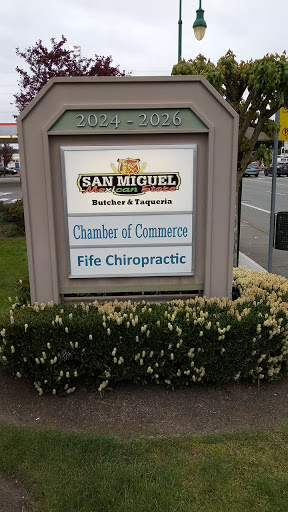 2024 - 2026
SAN MIGUEL
Mexican Store
Butcher & Taqueria
Chamber of Commerce
Fife Chiropractic